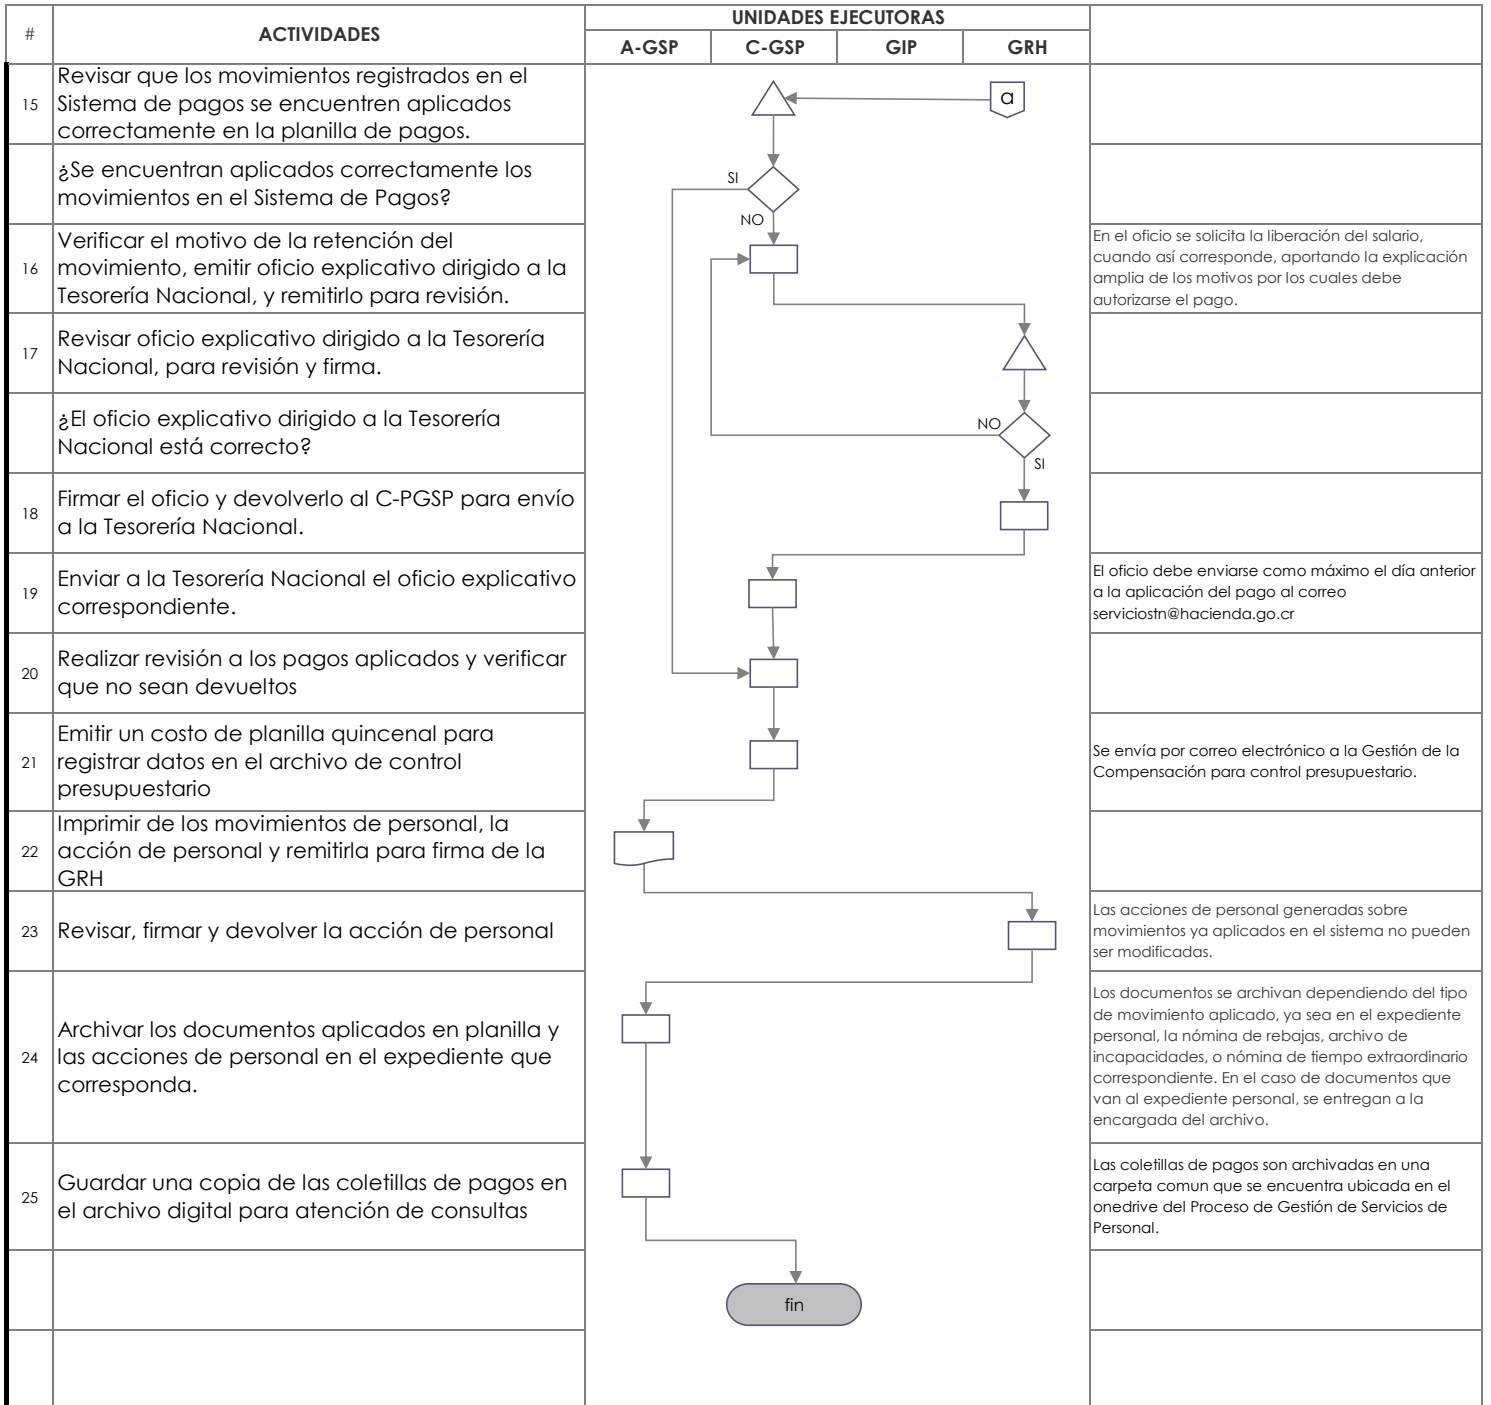 #
ACTIVIDADES
UNIDADES EJECUTORAS
A-GSP
C-GSP
GIP
GRH
15
Revisar que los movimientos registrados en el
Sistema de pagos se encuentren aplicados
correctamente en la planilla de pagos.
a
¿Se encuentran aplicados correctamente los
movimientos en el Sistema de Pagos?
SI
NO
16
Verificar el motivo de la retención del
movimiento, emitir oficio explicativo dirigido a la
Tesorería Nacional, y remitirlo para revisión.
En el oficio se solicita la liberación del salario,
cuando así corresponde, aportando la explicación
amplia de los motivos por los cuales debe
autorizarse el pago.
17
Revisar oficio explicativo dirigido a la Tesorería
Nacional, para revisión y firma.
¿El oficio explicativo dirigido a la Tesorería
Nacional está correcto?
NO
SI
18
Firmar el oficio y devolverlo al C-PGSP para envío
a la Tesorería Nacional.
19
Enviar a la Tesorería Nacional el oficio explicativo
correspondiente.
El oficio debe enviarse como máximo el día anterior
a la aplicación del pago al correo
serviciostn@hacienda.go.cr
20
Realizar revisión a los pagos aplicados y verificar
que no sean devueltos
21
Emitir un costo de planilla quincenal para
registrar datos en el archivo de control
presupuestario
Se envía por correo electrónico a la Gestión de la
Compensación para control presupuestario.
22
Imprimir de los movimientos de personal, la
acción de personal y remitirla para firma de la
GRH
23
Revisar, firmar y devolver la acción de personal
Las acciones de personal generadas sobre
movimientos ya aplicados en el sistema no pueden
ser modificadas.
24
Archivar los documentos aplicados en planilla y
las acciones de personal en el expediente que
corresponda.
Los documentos se archivan dependiendo del tipo
de movimiento aplicado, ya sea en el expediente
personal, la nómina de rebajas, archivo de
incapacidades, o nómina de tiempo extraordinario
correspondiente. En el caso de documentos que
van al expediente personal, se entregan a la
encargada del archivo.
25
Guardar una copia de las coletillas de pagos en
el archivo digital para atención de consultas
Las coletillas de pagos son archivadas en una
carpeta comun que se encuentra ubicada en el
onedrive del Proceso de Gestión de Servicios de
Personal.
fin